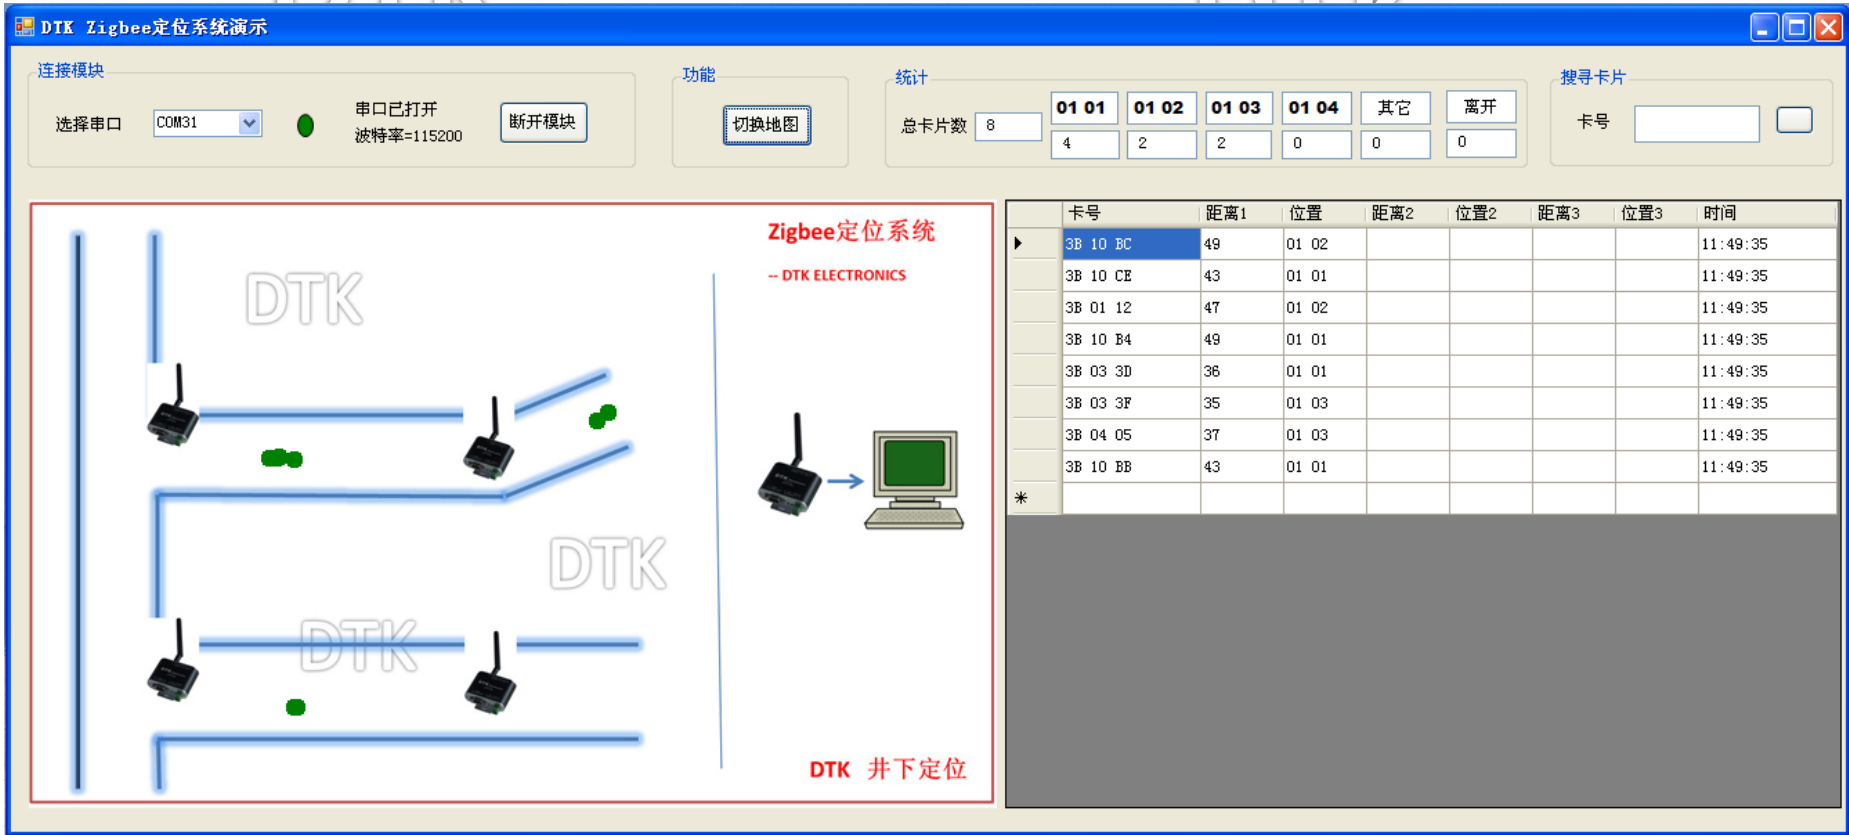 DTK Zigbee定位系统演示
连接模块
选择串口
COM31
串口已打开
波特率=115200
断开模块
功能
切换地图
统计
总卡片数
8
01 01
01 02
01 03
01 04
其它
离开
4
2
2
0
0
0
搜寻卡片
卡号
Zigbee定位系统
-- DTK ELECTRONICS
DTK
DTK
DTK
DTK 井下定位
卡号 距离1 位置 距离2 位置2 距离3 位置3 时间
3B 10 BC 49 01 02 11:49:35
3B 10 CE 43 01 01 11:49:35
3B 01 12 47 01 02 11:49:35
3B 10 B4 49 01 01 11:49:35
3B 03 3D 36 01 01 11:49:35
3B 03 3F 35 01 03 11:49:35
3B 04 05 37 01 03 11:49:35
3B 10 BB 43 01 01 11:49:35